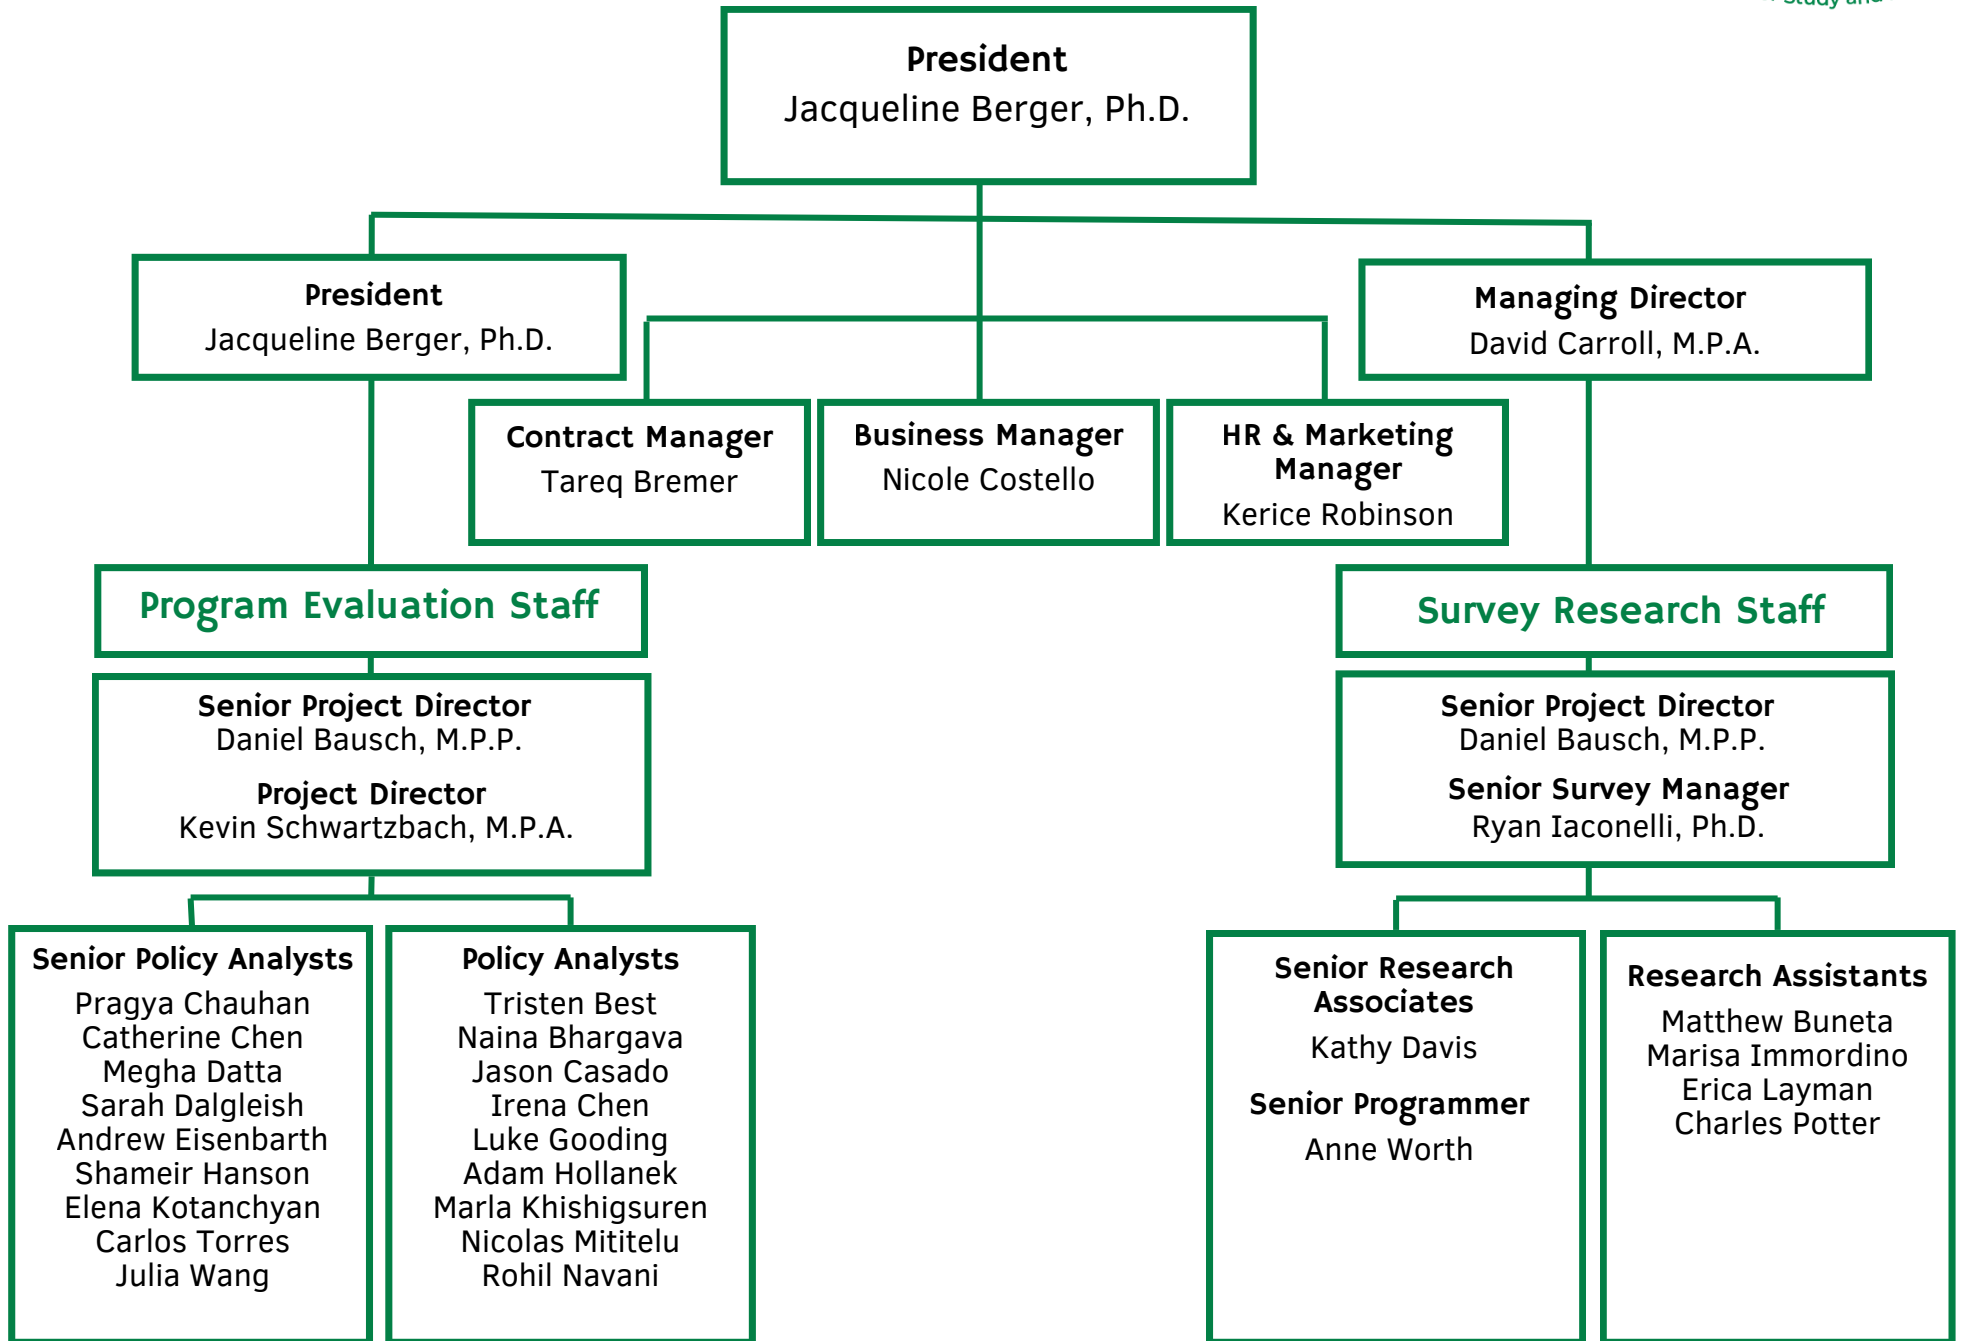 Study and
President
Jacqueline Berger, Ph.D.
President
Jacqueline Berger, Ph.D.
Managing Director
David Carroll, M.P.A.
Contract Manager
Tareq Bremer
Business Manager
Nicole Costello
HR & Marketing
Manager
Kerice Robinson
Program Evaluation Staff
Survey Research Staff
Senior Project Director
Daniel Bausch, M.P.P.
Project Director
Kevin Schwartzbach, M.P.A.
Senior Project Director
Daniel Bausch, M.P.P.
Senior Survey Manager
Ryan Iaconelli, Ph.D.
Senior Policy Analysts
Pragya Chauhan
Catherine Chen
Megha Datta
Sarah Dalgleish
Andrew Eisenbarth
Shameir Hanson
Elena Kotanchyan
Carlos Torres
Julia Wang
Policy Analysts
Tristen Best
Naina Bhargava
Jason Casado
Irena Chen
Luke Gooding
Adam Hollanek
Marla Khishigsuren
Nicolas Mititelu
Rohil Navani
Senior Research
Associates
Kathy Davis
Senior Programmer
Anne Worth
Research Assistants
Matthew Buneta
Marisa Immordino
Erica Layman
Charles Potter